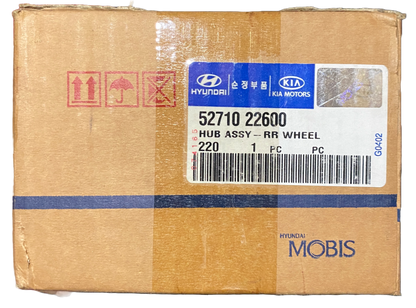 HYUNDAI 순정부품 KIA
KIA MOTORS
52710 22600
HUB ASSY-RR WHEEL
220 1 PC PC
G0402
HYUNDAI
MOBIS